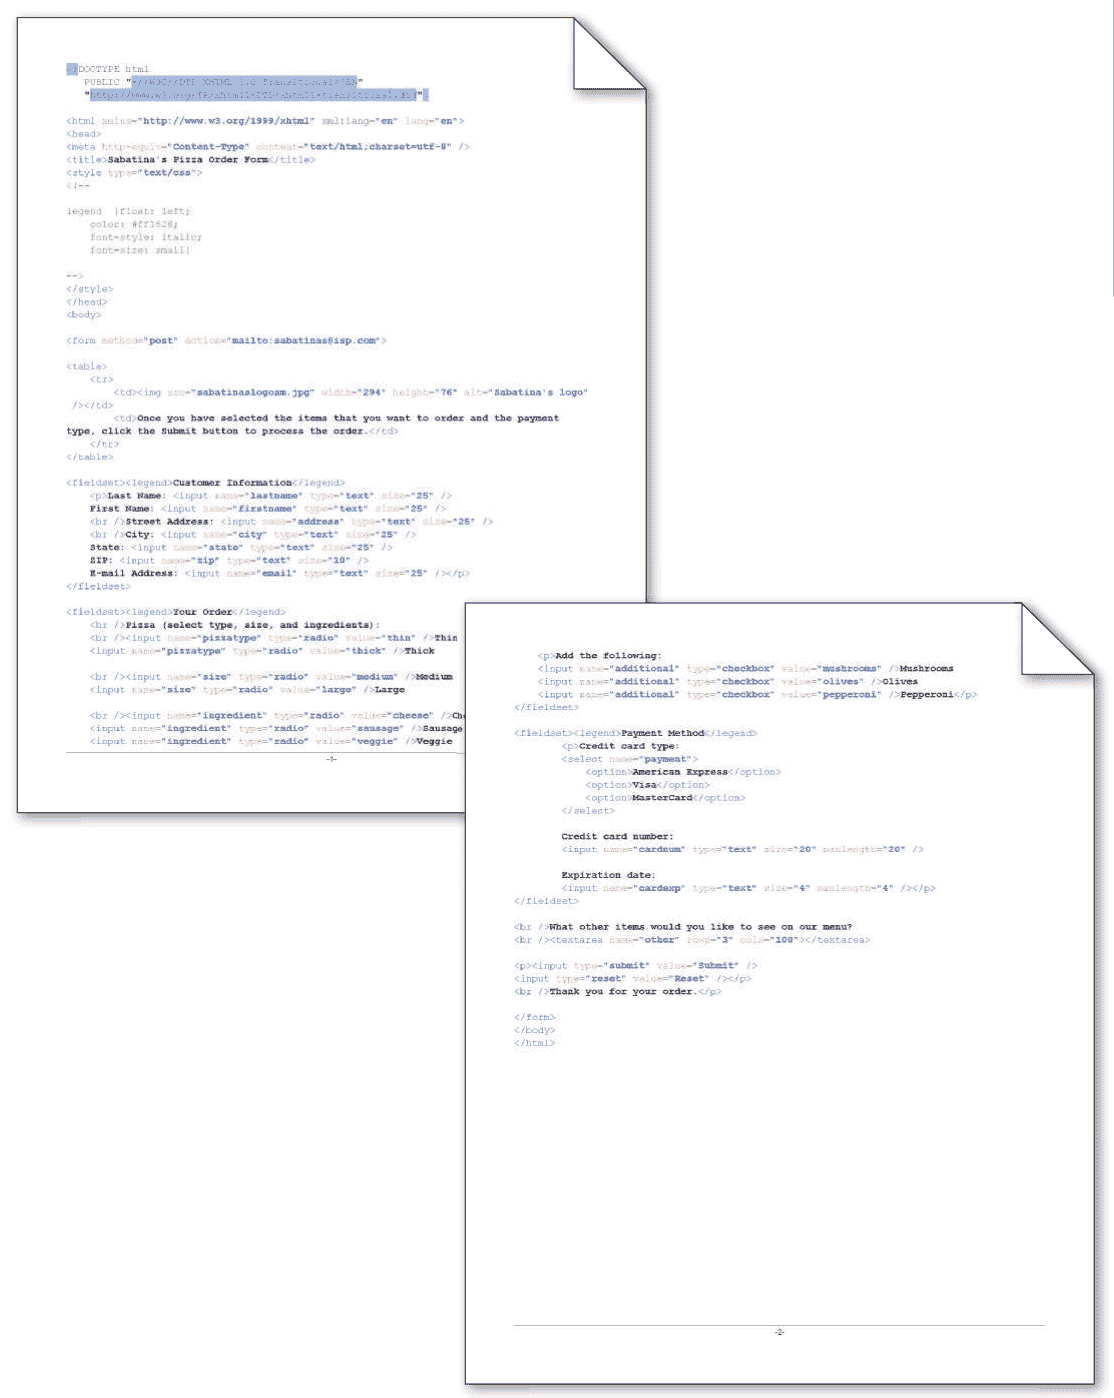 <!DOCTYPE html
PUBLIC "-//W3C//DTD XHTML 1.0 Transitional//EN"
"http://www.w3.org/TR/xhtml1/DTD/xhtml1-transitional.dtd">
<html xmlns="http://www.w3.org/1999/xhtml" xml:lang="en" lang="en">
<head>
<meta http-equiv="Content-Type" content="text/html;charset=utf-8" />
<title>Sabatina's Pizza Order Form</title>
<style type="text/css">
<!--
legend {float: left;
color: #ff1828;
font-style: italic;
font-size: small}
-->
</style>
</head>
<body>
<form method="post" action="mailto:sabatinas@isp.com">
<table>
<tr>
<td><img src="sabatinaslogosm.jpg" width="294" height="76" alt="Sabatina's logo"
/></td>
<td>Once you have selected the items that you want to order and the payment
type, click the Submit button to process the order.</td>
</tr>
</table>
<fieldset><legend>Customer Information</legend>
<p>Last Name: <input name="lastname" type="text" size="25" />
First Name: <input name="firstname" type="text" size="25" />
<br />Street Address: <input name="address" type="text" size="25" />
<br />City: <input name="city" type="text" size="25" />
State: <input name="state" type="text" size="25" />
ZIP: <input name="zip" type="text" size="10" />
E-mail Address: <input name="email" type="text" size="25" /></p>
</fieldset>
<fieldset><legend>Your Order</legend>
<br />Pizza (select type, size, and ingredients):
<br /><input name="pizzatype" type="radio" value="thin" />Thin
<input name="pizzatype" type="radio" value="thick" />Thick
<br /><input name="size" type="radio" value="medium" />Medium
<input name="size" type="radio" value="large" />Large
<br /><input name="ingredient" type="radio" value="cheese" />Che
<input name="ingredient" type="radio" value="sausage" />Sausage
<input name="ingredient" type="radio" value="veggie" />Veggie
-1-
<p>Add the following:
<input name="additional" type="checkbox" value="mushrooms" />Mushrooms
<input name="additional" type="checkbox" value="olives" />Olives
<input name="additional" type="checkbox" value="pepperoni" />Pepperoni</p>
</fieldset>
<fieldset><legend>Payment Method</legend>
<p>Credit card type:
<select name="payment">
<option>American Express</option>
<option>Visa</option>
<option>MasterCard</option>
</select>
Credit card number:
<input name="cardnum" type="text" size="20" maxlength="20" />
Expiration date:
<input name="cardexp" type="text" size="4" maxlength="4" /></p>
</fieldset>
<br />What other items would you like to see on our menu?
<br /><textarea name="other" rows="3" cols="100"></textarea>
<p><input type="submit" value="Submit" />
<input type="reset" value="Reset" /></p>
<br />Thank you for your order.</p>
</form>
</body>
</html>
-2-